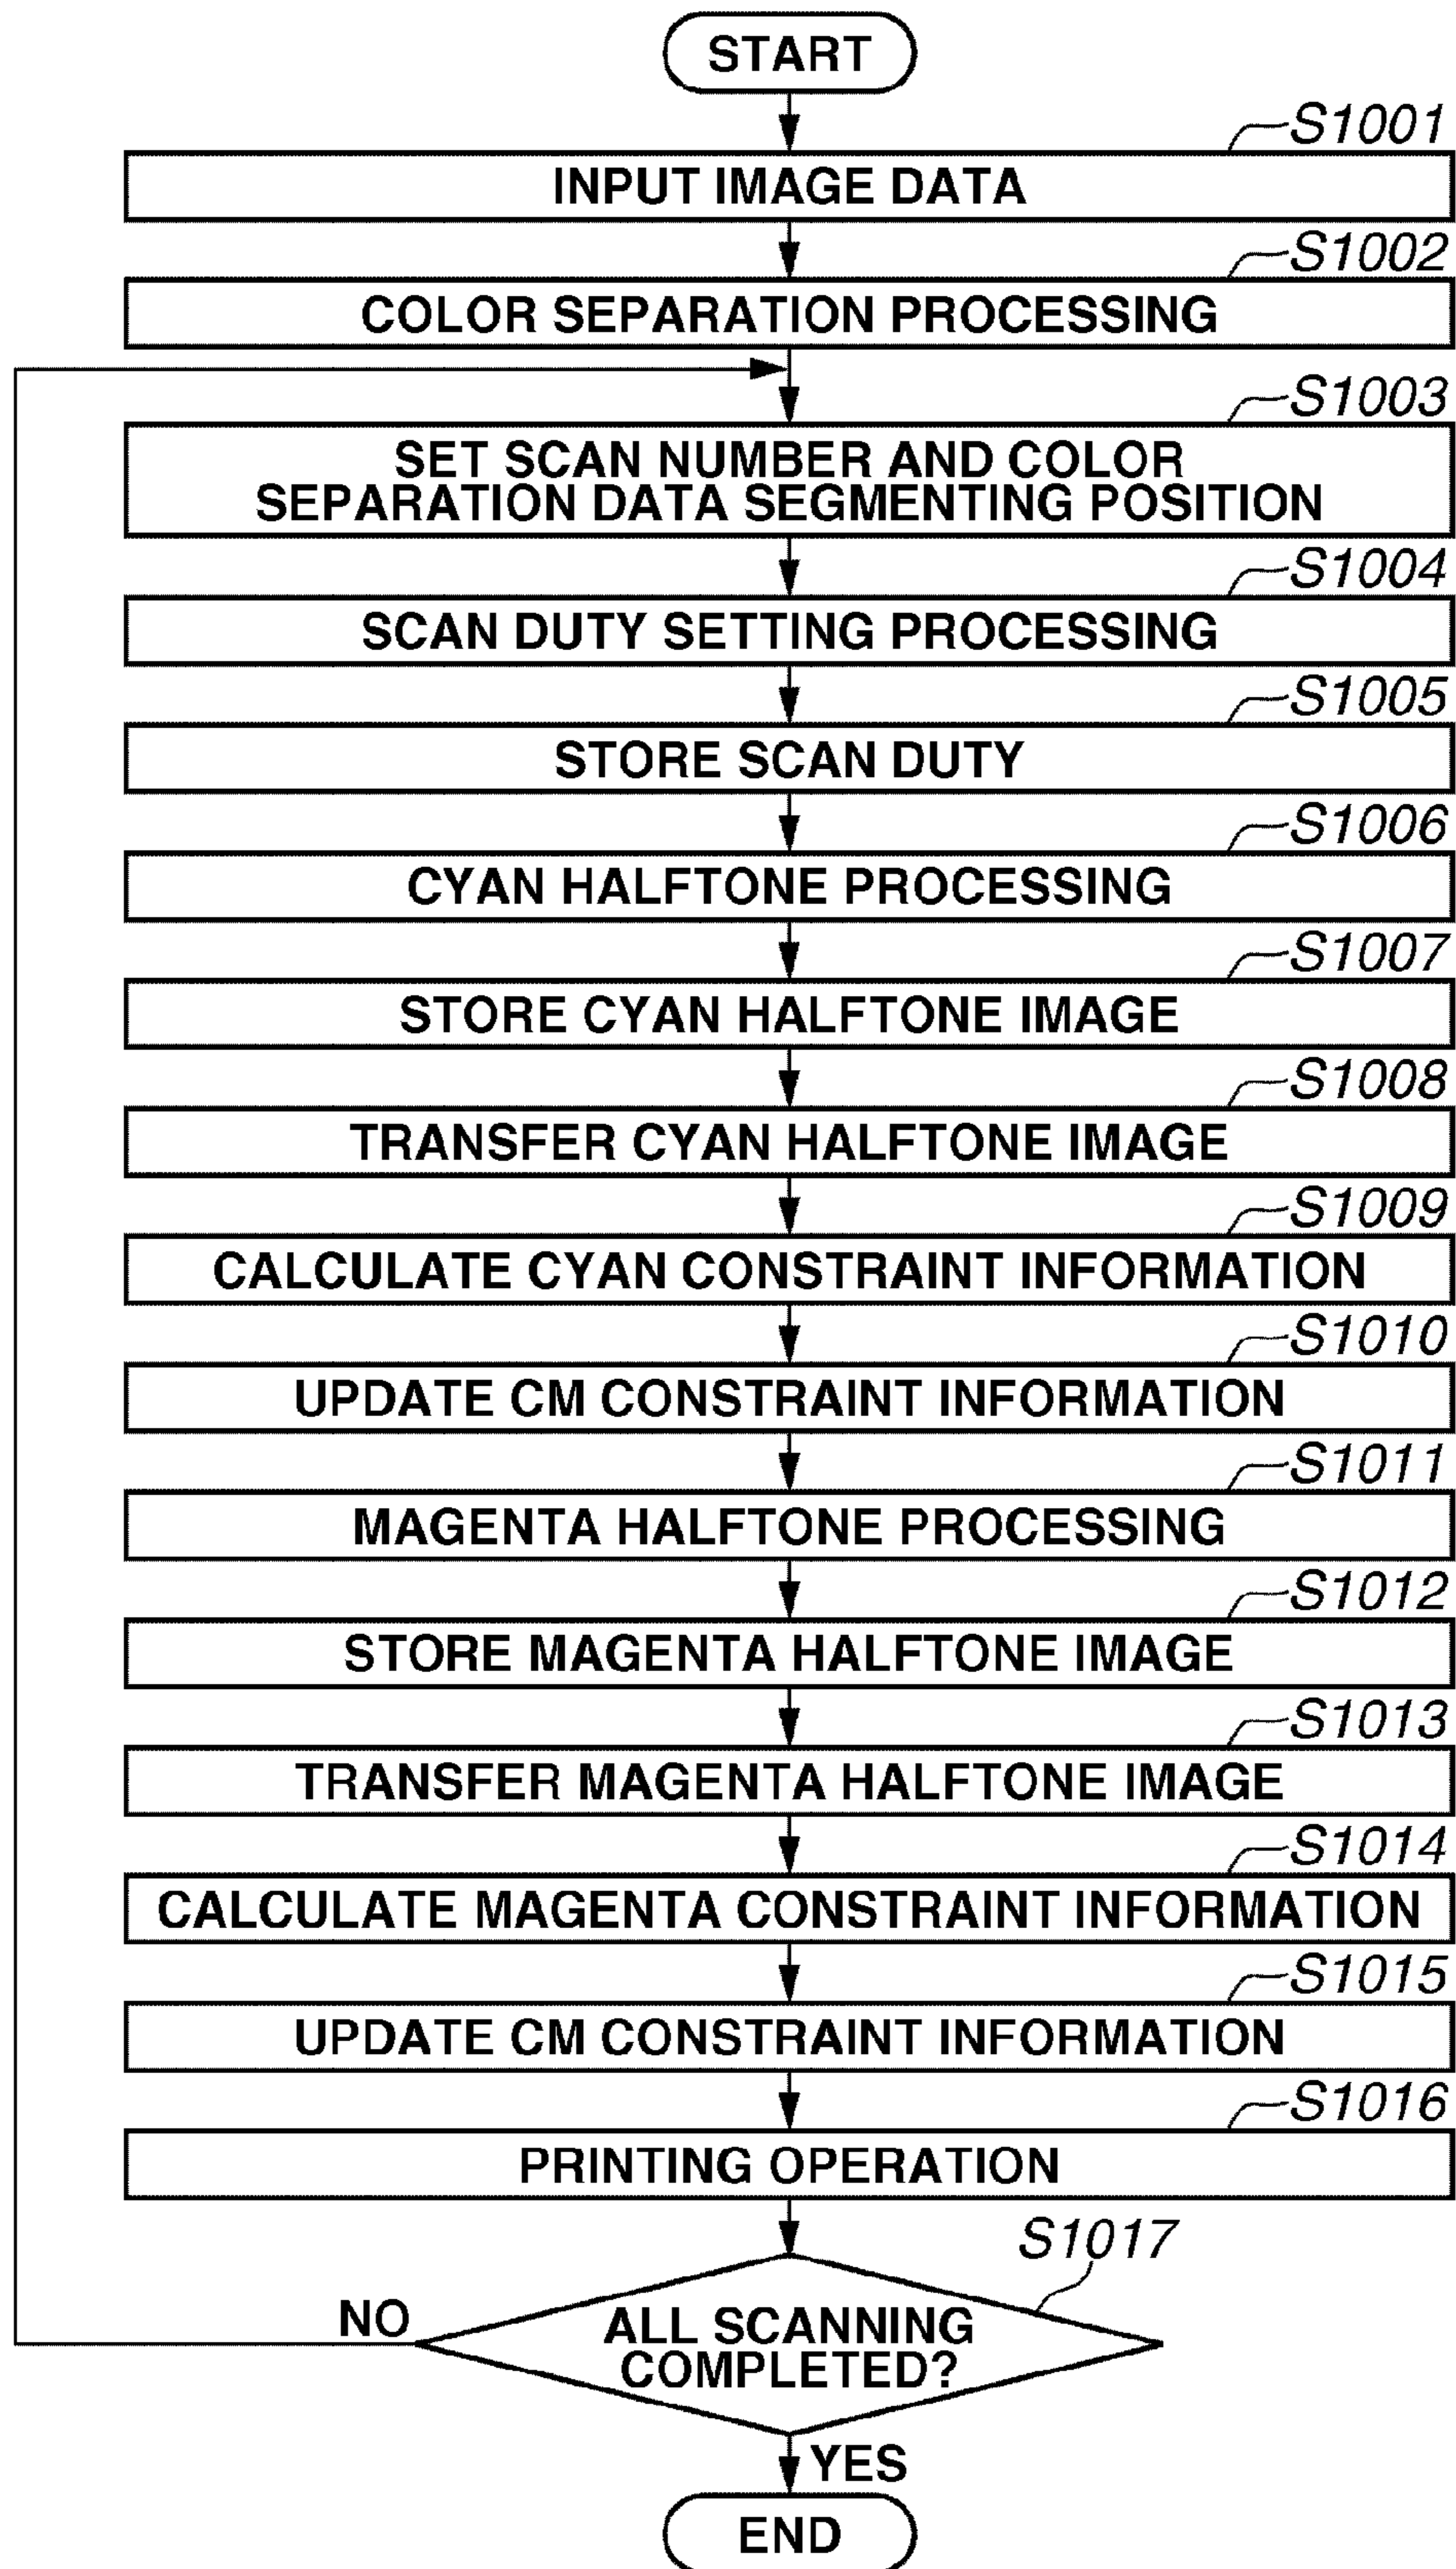 START
S1001
INPUT IMAGE DATA
S1002
COLOR SEPARATION PROCESSING
S1003
SET SCAN NUMBER AND COLOR
SEPARATION DATA SEGMENTING POSITION
S1004
SCAN DUTY SETTING PROCESSING
S1005
STORE SCAN DUTY
S1006
CYAN HALFTONE PROCESSING
S1007
STORE CYAN HALFTONE IMAGE
S1008
TRANSFER CYAN HALFTONE IMAGE
S1009
CALCULATE CYAN CONSTRAINT INFORMATION
S1010
UPDATE CM CONSTRAINT INFORMATION
S1011
MAGENTA HALFTONE PROCESSING
S1012
STORE MAGENTA HALFTONE IMAGE
S1013
TRANSFER MAGENTA HALFTONE IMAGE
S1014
CALCULATE MAGENTA CONSTRAINT INFORMATION
S1015
UPDATE CM CONSTRAINT INFORMATION
S1016
PRINTING OPERATION
S1017
NO
ALL SCANNING
COMPLETED?
YES
END